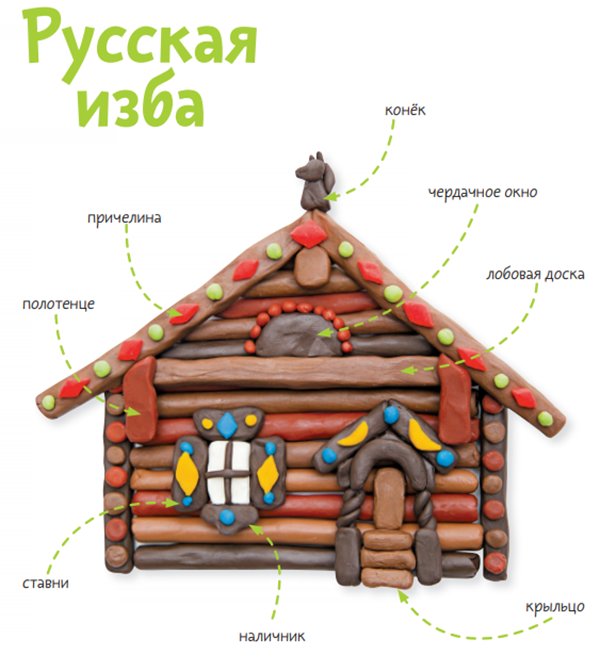 Русская
изба
конёк
чердачное окно
причелина
лобовая доска
полотенце
ставни
крыльцо
наличник